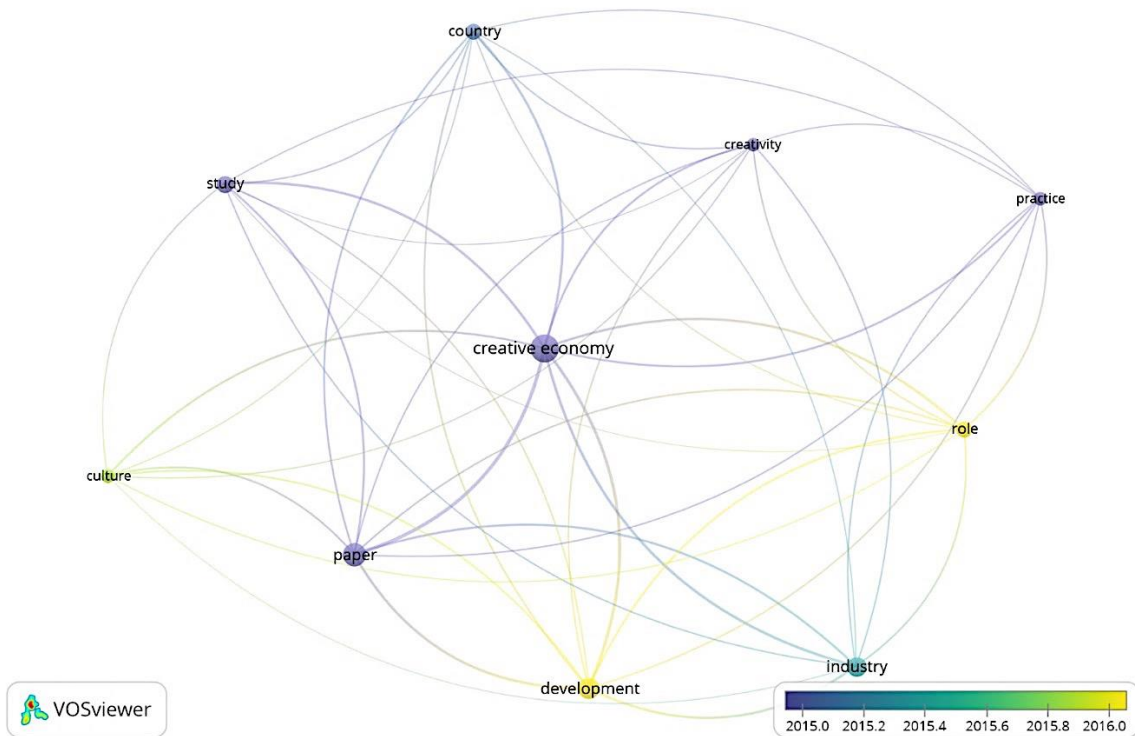 country
creativity
study
practice
creative economy
role
culture
paper
industry
development
VOSviewer
2015.0 2015.2 2015.4 2015.6 2015.8 2016.0